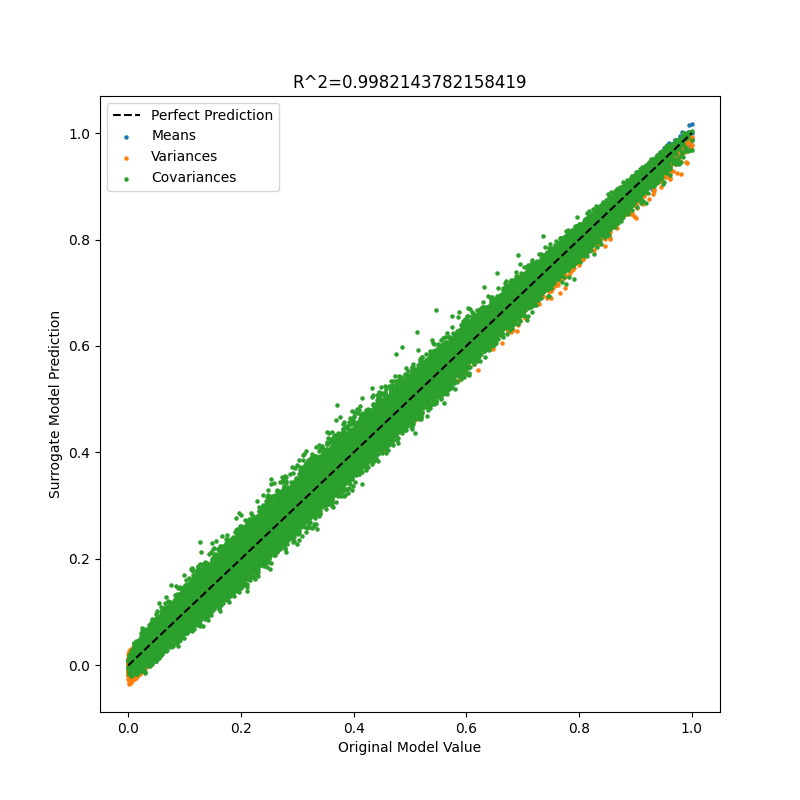 R^2=0.9982143782158419
Perfect Prediction
Means
Variances
Covariances
1.0
0.8
0.6
0.4
0.2
0.0
Surrogate Model Prediction
0.0 0.2 0.4 0.6 0.8 1.0
Original Model Value